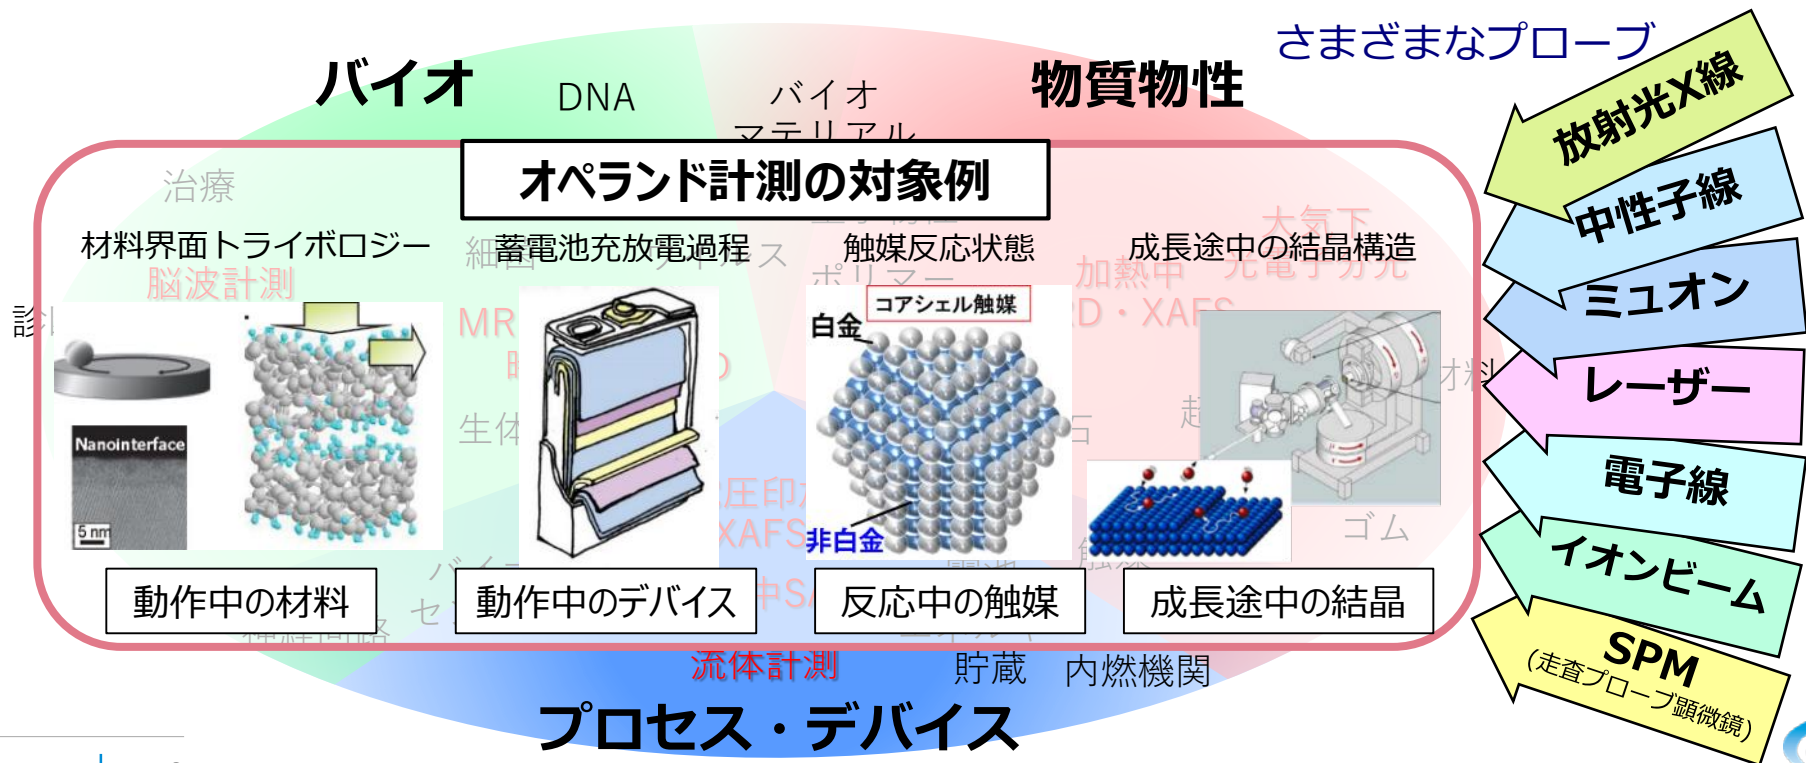 さまざまなプローブ
バイオ
DNA
バイオ
マテリアル
物質物性
オペランド計測の対象例
治療
大気下
光電子分光
材料界面トライボロジー
細菌
蓄電池充放電過程
触媒反応状態
成長途中の結晶構造
脳波計測
ポリマー
加熱中
コアシェル触媒
白金
非白金
Nanointerface
5 nm
ゴム
動作中の材料
動作中のデバイス
反応中の触媒
成長途中の結晶
流体計測
貯蔵
内燃機関
プロセス・デバイス
放射光X線
中性子線
ミュオン
レーザー
電子線
イオンビーム
SPM
(走査プローブ顕微鏡)